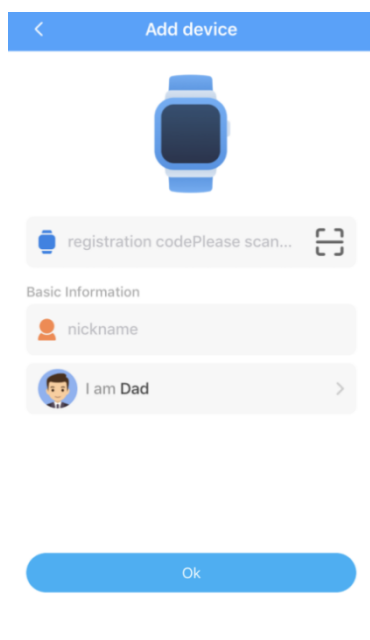 Add device
registration codePlease scan...
Basic Information
nickname
I am Dad
Ok